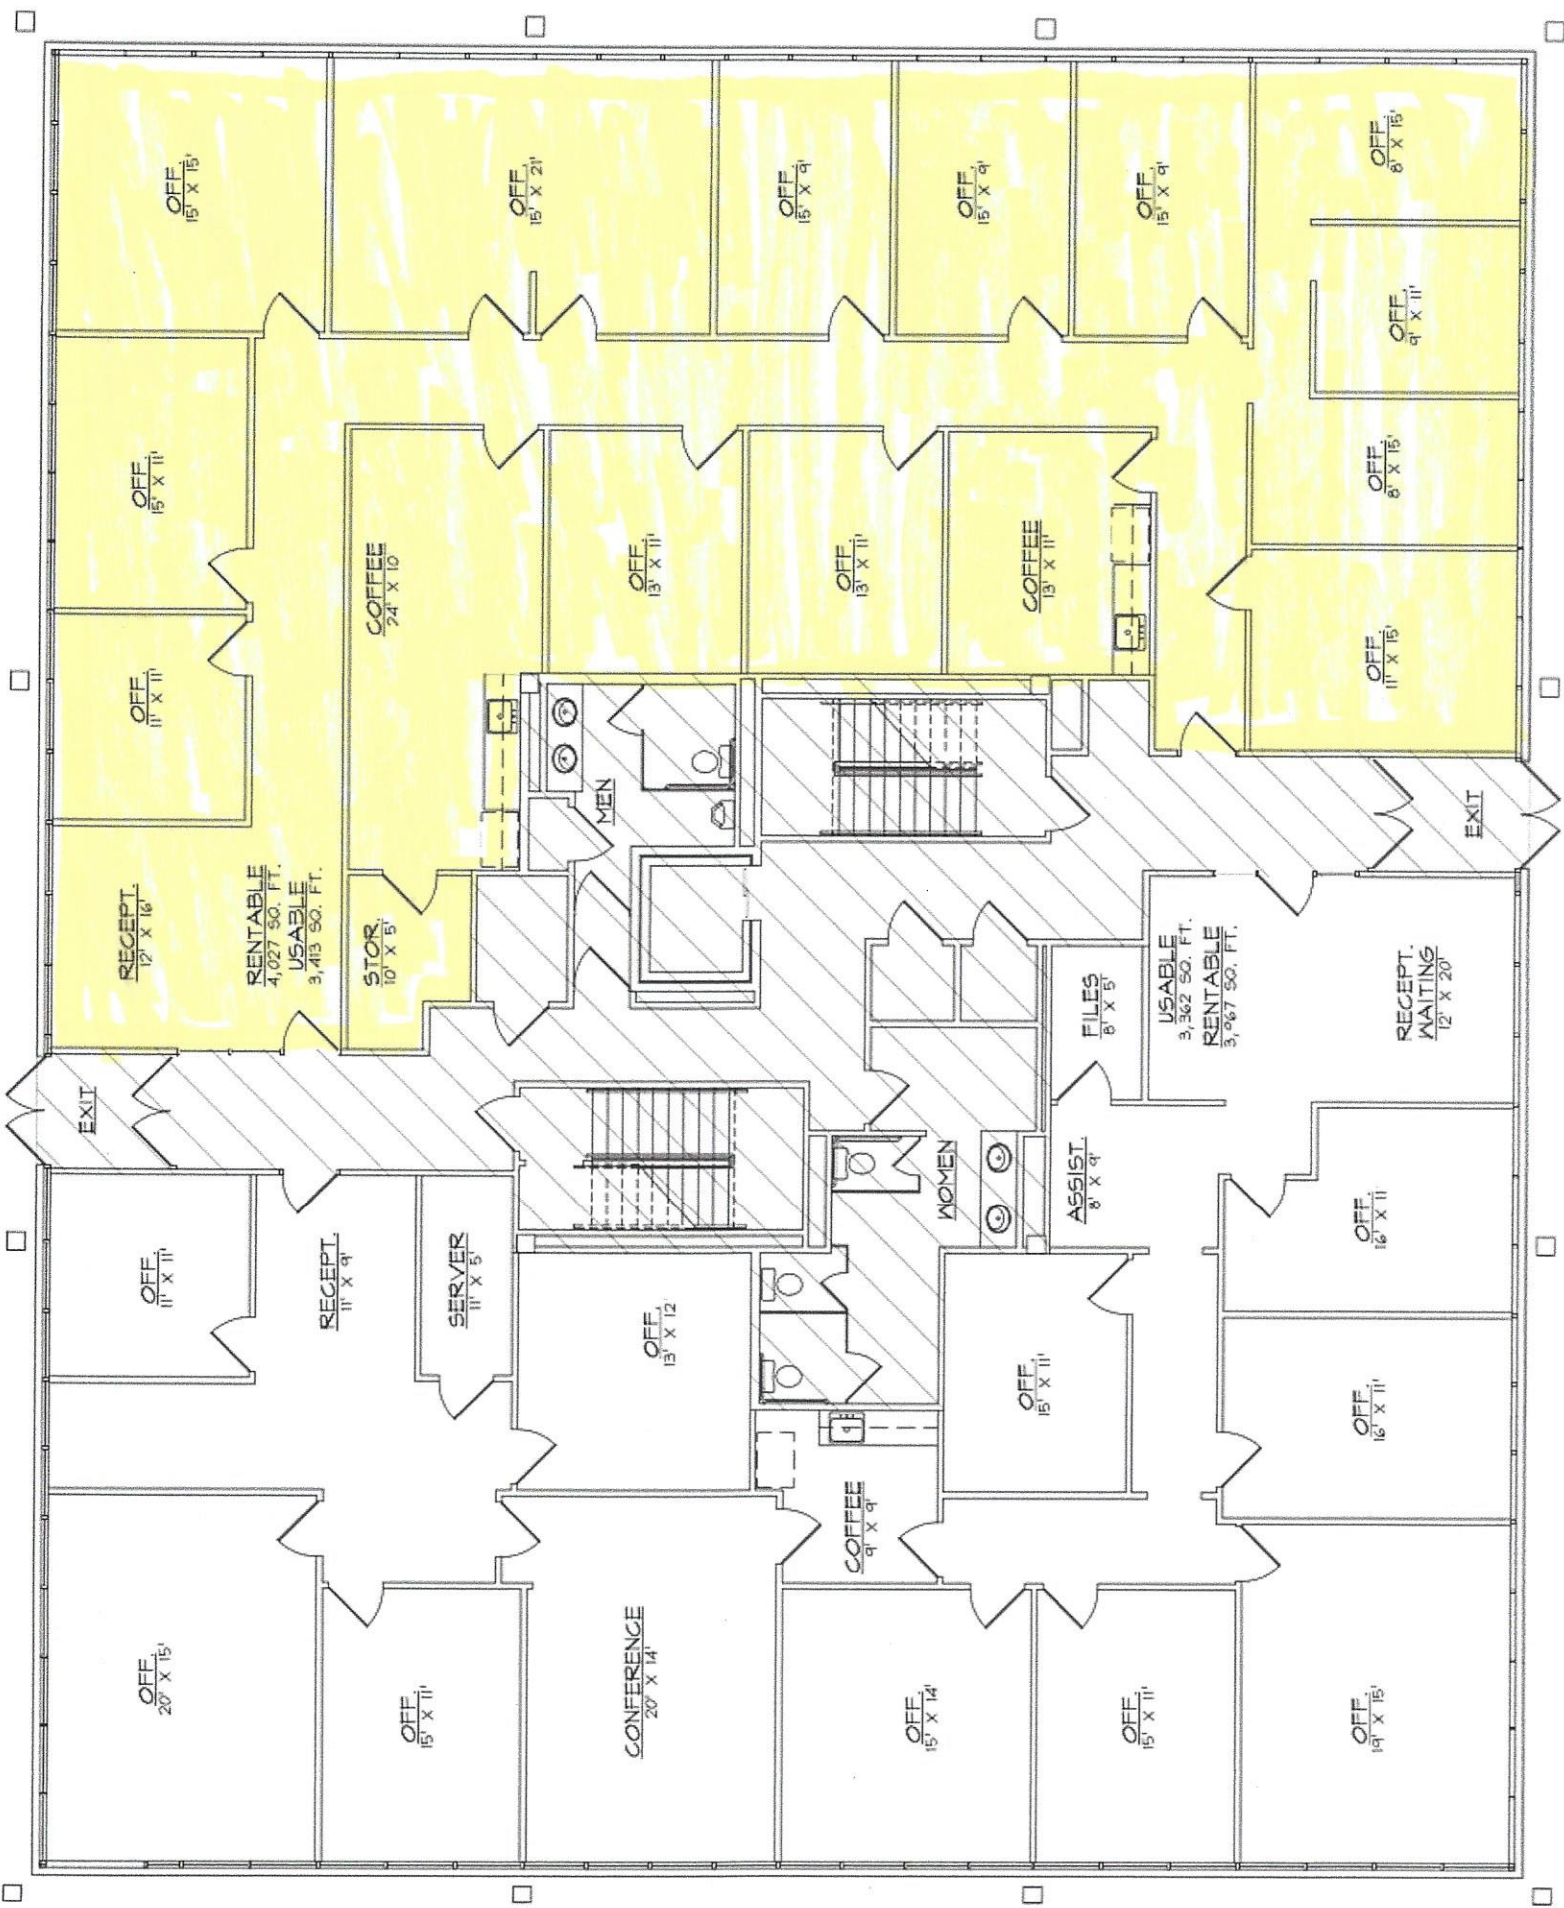 EXIT
OFF.
20' X 15'
OFF.
11' X 11'
RECEPT.
12' X 16'
OFF.
11' X 11'
OFF.
15' X 11'
OFF.
15' X 15'
RENTABLE
4,027 SQ. FT.
USABLE
3,413 SQ. FT.
RECEPT.
11' X 9'
STOR.
10' X 5'
COFFEE
24' X 10
OFF.
15' X 11'
SERVER
11' X 5'
OFF.
15' X 21'
MEN
CONFERENCE
20' X 14'
OFF.
13' X 12
OFF.
13' X 11'
OFF.
15' X 9'
COFFEE
9' X 9'
OFF.
13' X 11'
OFF.
15' X 14'
WOMEN
OFF.
15' X 9'
OFF.
15' X 11'
COFFEE
13' X 11'
ASSIST.
8' X 9'
FILES
8' X 5'
OFF.
15' X 11'
OFF.
15' X 9'
USABLE
3,362 SQ. FT.
RENTABLE
3,967 SQ. FT.
OFF.
19' X 15'
OFF.
16' X 11'
OFF.
16' X 11
RECEPT.
WAITING
12' X 20'
OFF.
11' X 15'
OFF.
8' X 15'
OFF.
9' X 11'
OFF.
8' X 15'
EXIT